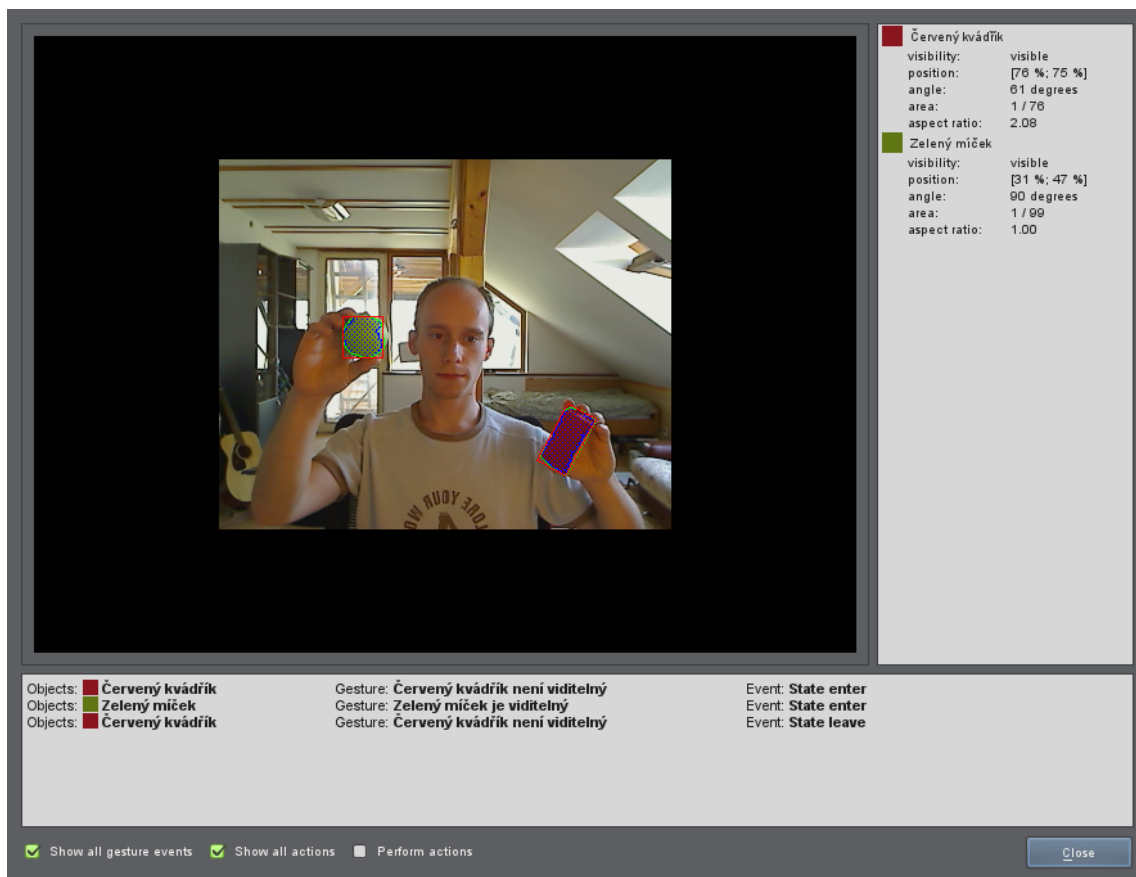 Červený kvádřík
visibility: visible
position: [76 %; 75 %]
angle: 61 degrees
area: 1 / 76
aspect ratio: 2.08
Zelený míček
visibility: visible
position: [31 %; 47 %]
angle: 90 degrees
area: 1 / 99
aspect ratio: 1.00
YOUR
Objects: Červený kvádřík Gesture: Červený kvádřík není viditelný Event: State enter
Objects: Zelený míček Gesture: Zelený míček je viditelný Event: State enter
Objects: Červený kvádřík Gesture: Červený kvádřík není viditelný Event: State leave
Show all gesture events Show all actions Perform actions
Close